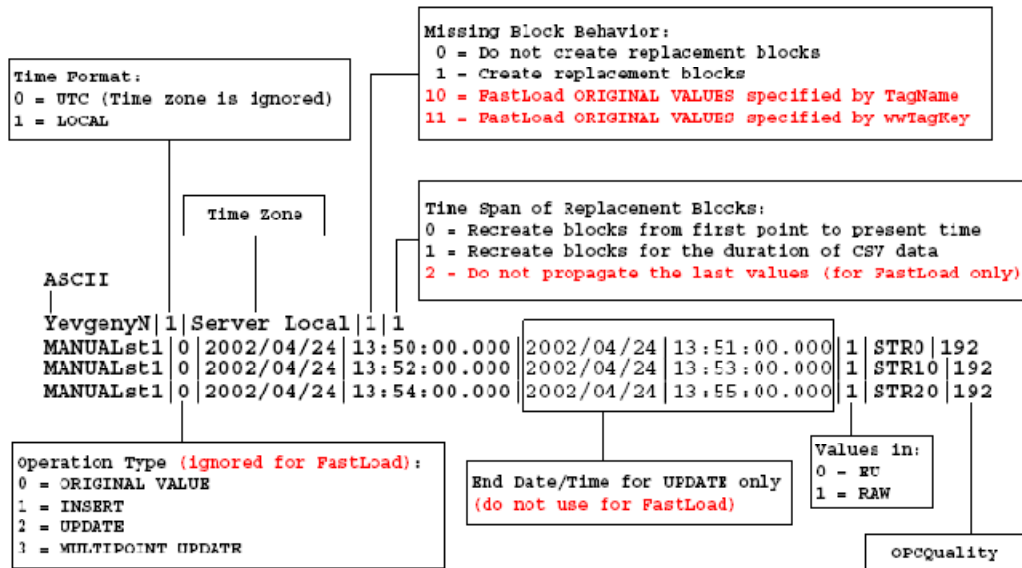 Missing Block Behavior:
0 = Do not create replacement blocks
1 - Create replacement blocks
10 = FastLoad ORIGINAL VALUES specified by TagName
11 = FastLoad ORIGINAL VALUES specified by wwTagKey
Time Format:
0 = UTC (Time zone is ignored)
1 = LOCAL
Time Zone
Time Span of Replacement Blocks:
0 = Recreate blocks from first point to present time
1 = Recreate blocks for the duration of CSV data
2 - Do not propagate the last values (for FastLoad only)
ASCII
YevgenyN|1|Server Local|1|1
MANUALst1|0|2002/04/24|13:50:00.000|2002/04/24|13:51:00.000|1|STR0|192
MANUALst1|0|2002/04/24|13:52:00.000|2002/04/24|13:53:00.000|1|STR10|192
MANUALst1|0|2002/04/24|13:54:00.000|2002/04/24|13:55:00.000|1|STR20|192
Operation Type (ignored for FastLoad):
0 = ORIGINAL VALUE
1 = INSERT
2 = UPDATE
3 = MULTIPOINT UPDATE
End Date/Time for UPDATE only
(do not use for FastLoad)
Values in:
0 - EU
1 = RAW
OPCQuality